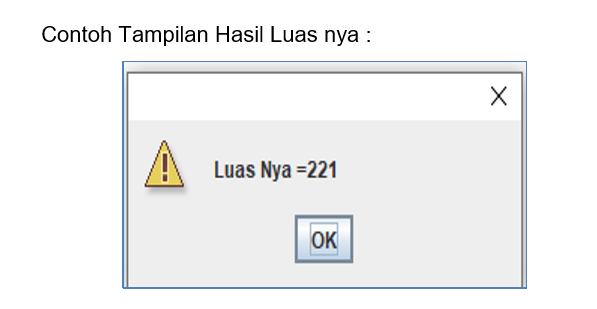 Contoh Tampilan Hasil Luas nya :
X
Luas Nya =221
OK